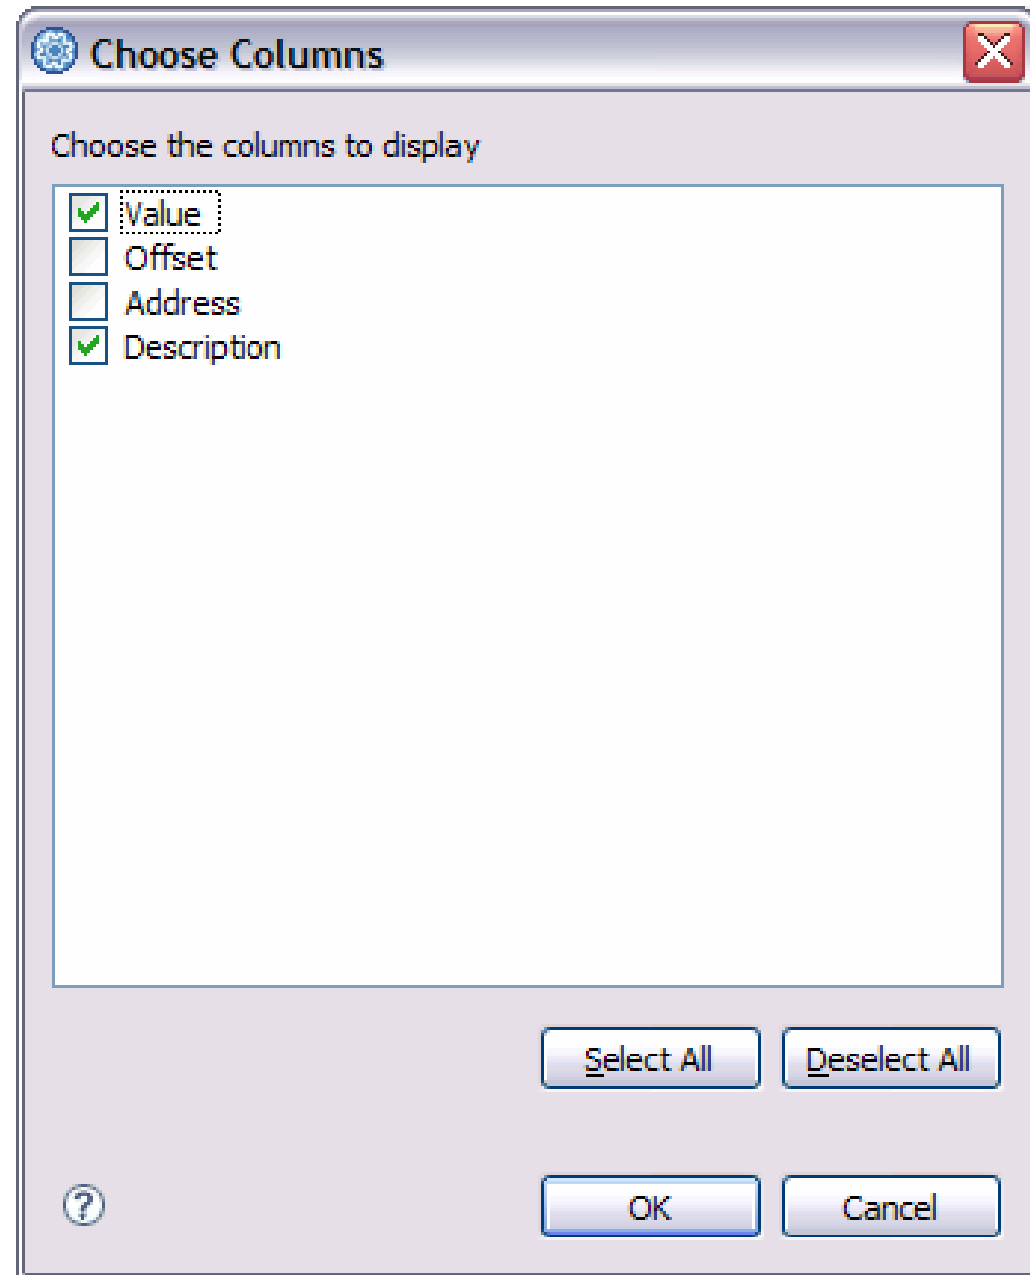 Choose Columns
Choose the columns to display
Value
Offset
Address
Description
Select All
Deselect All
?
OK
Cancel